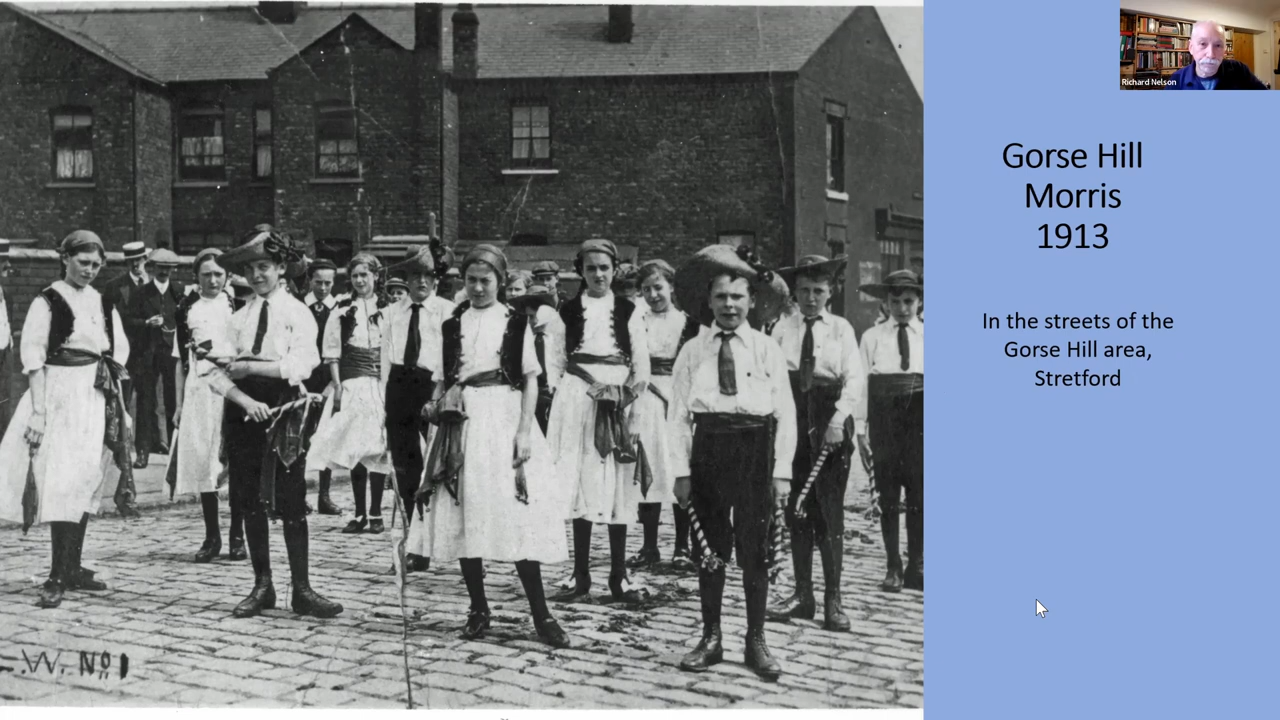 Richard Nelson
Gorse Hill
Morris
1913
In the streets of the
Gorse Hill area,
Stretford
.W. Nº 1